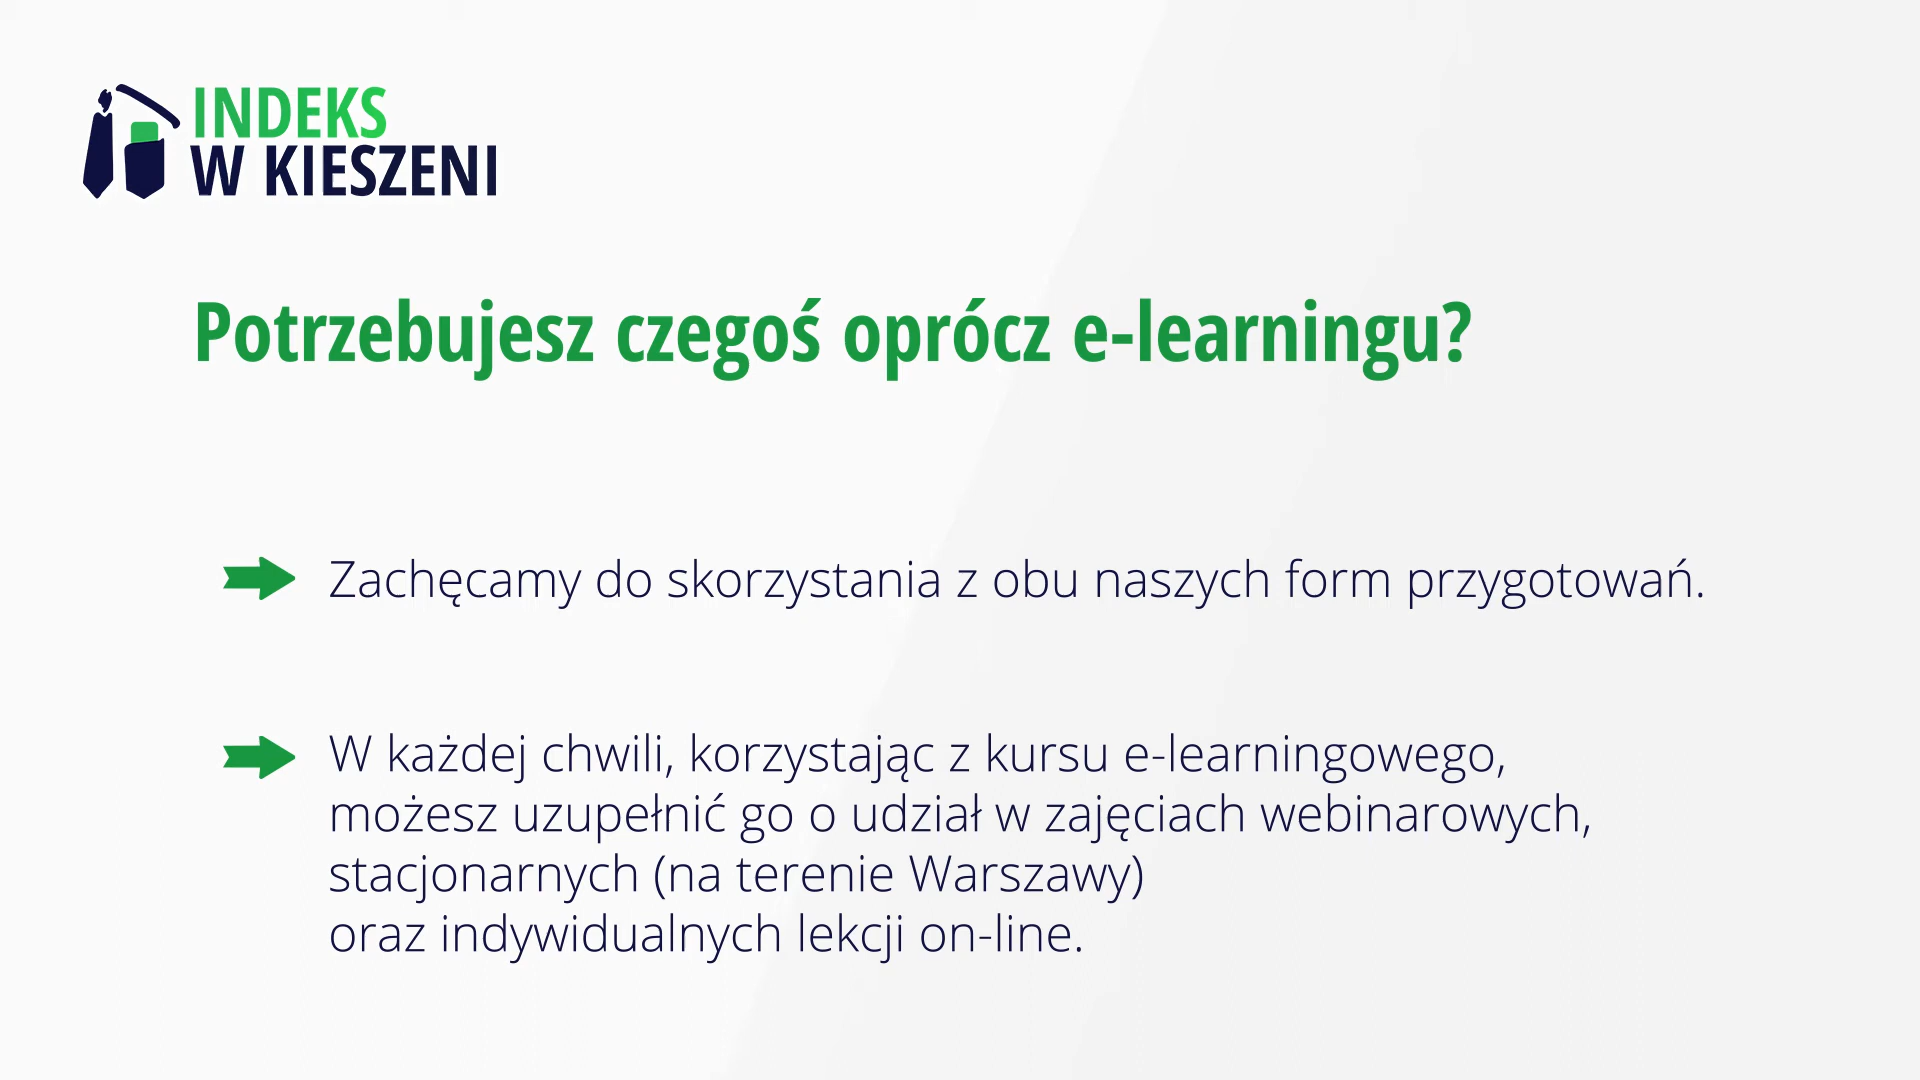 INDEKS
W KIESZENI
Potrzebujesz czegoś oprócz e-learningu?
Zachęcamy do skorzystania z obu naszych form przygotowań.
W każdej chwili, korzystając z kursu e-learningowego,
możesz uzupełnić go o udział w zajęciach webinarowych,
stacjonarnych (na terenie Warszawy)
oraz indywidualnych lekcji on-line.